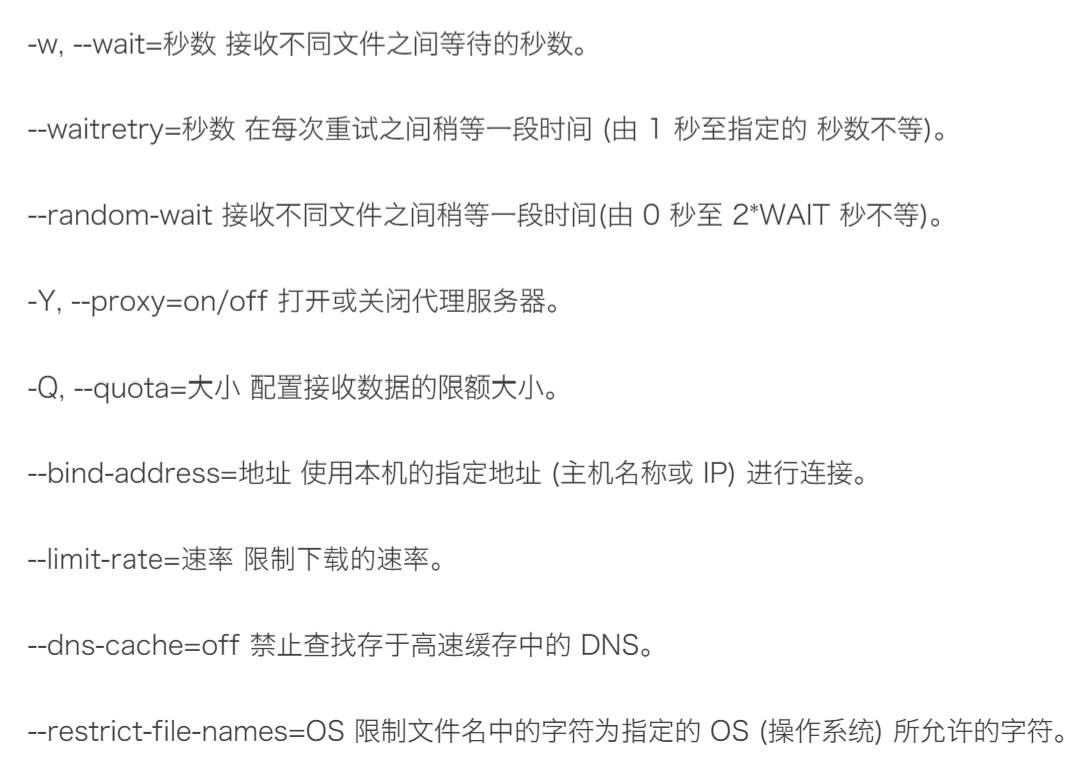 -w, --wait=秒数 接收不同文件之间等待的秒数。
--waitretry=秒数 在每次重试之间稍等一段时间 (由 1 秒至指定的 秒数不等)。
--random-wait 接收不同文件之间稍等一段时间(由 0 秒至 2*WAIT 秒不等)。
-Y, --proxy=on/off 打开或关闭代理服务器。
-Q, --quota=大小 配置接收数据的限额大小。
--bind-address=地址 使用本机的指定地址 (主机名称或 IP) 进行连接。
--limit-rate=速率 限制下载的速率。
--dns-cache=off 禁止查找存于高速缓存中的 DNS。
--restrict-file-names=OS 限制文件名中的字符为指定的 OS (操作系统) 所允许的字符。